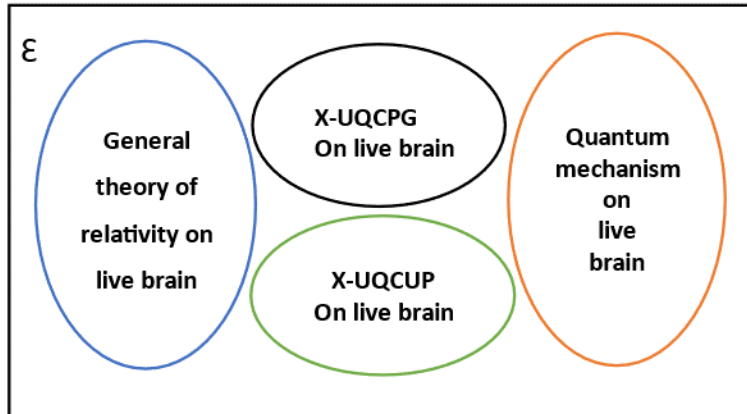 Ɛ
General
theory of
relativity on
live brain
X-UQCPG
On live brain
X-UQCUP
On live brain
Quantum
mechanism
on
live
brain